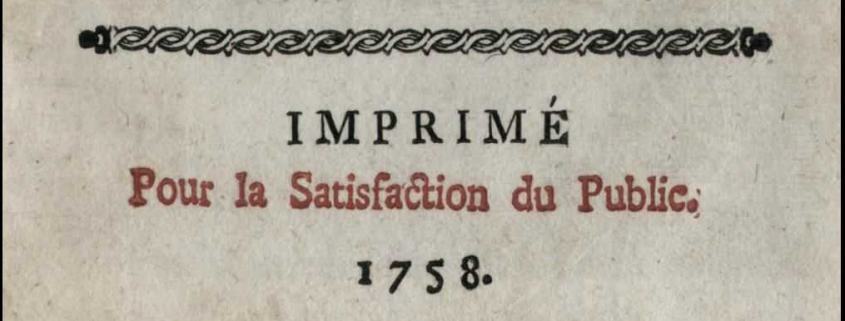 IMPRIMÉ
Pour la Satisfaction du Public.
1758.